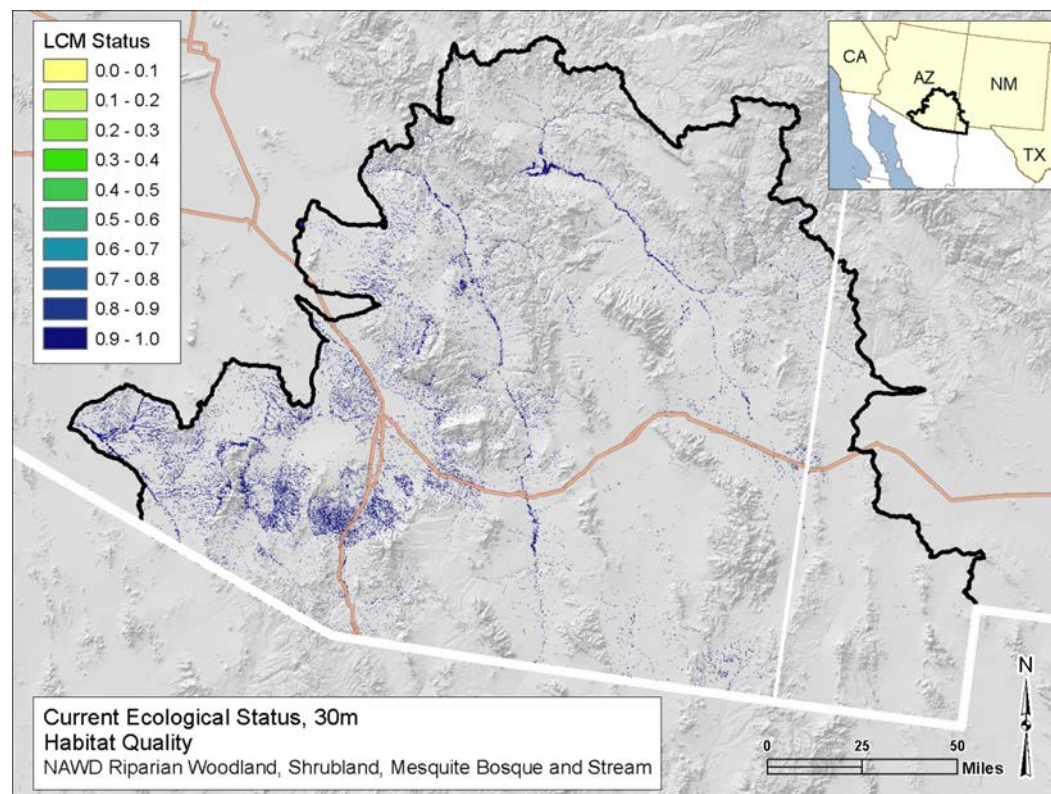 LCM Status
0.0 - 0.1
0.1 - 0.2
0.2 - 0.3
0.3 - 0.4
0.4 - 0.5
0.5 - 0.6
0.6 - 0.7
0.7 - 0.8
0.8 - 0.9
0.9 - 1.0
CA
AZ
NM
TX
Current Ecological Status, 30m
Habitat Quality
NAWD Riparian Woodland, Shrubland, Mesquite Bosque and Stream
N
0 25 50
Miles